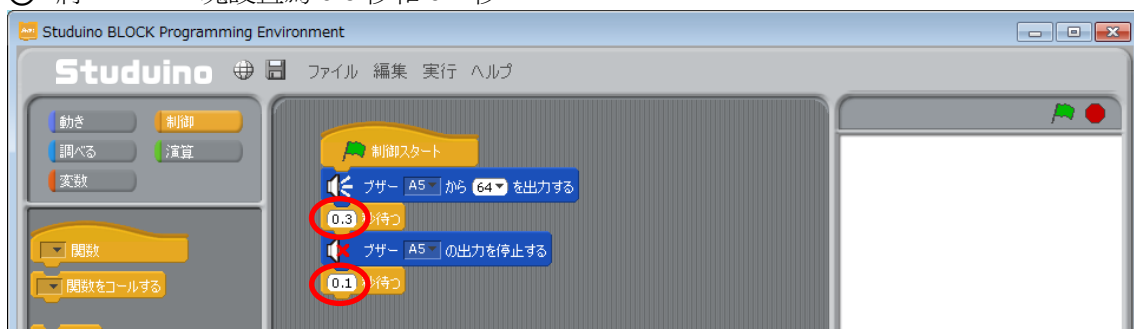 Studuino BLOCK Programming Environment
Studuino ファイル 編集 実行 ヘルプ
動き 制御
調べる 演算
変数
関数
関数をコールする
制御スタート
ブザー A5 から 64 を出力する
0.3 秒待つ
ブザー A5 の出力を停止する
0.1 秒待つ